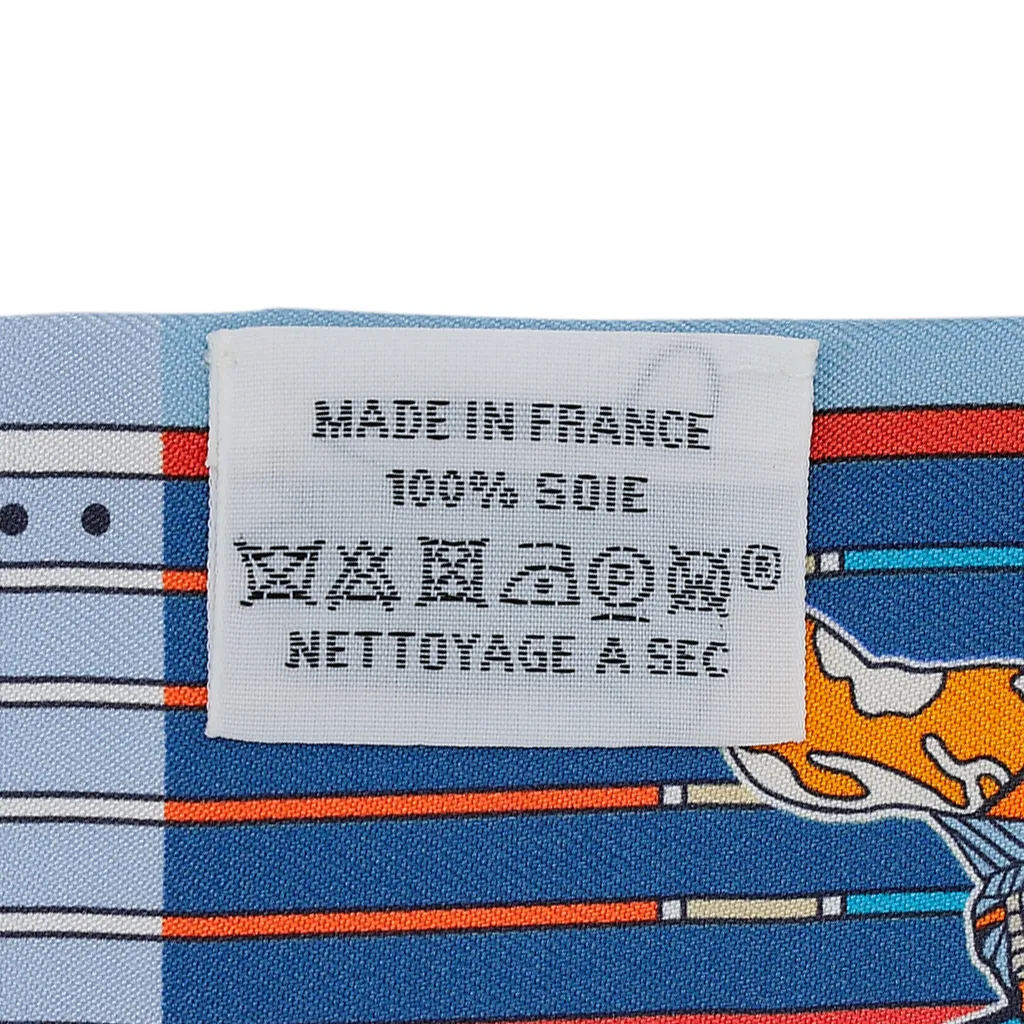 MADE IN FRANCE
100% SOIE
P W ®
NETTOYAGE A SEC